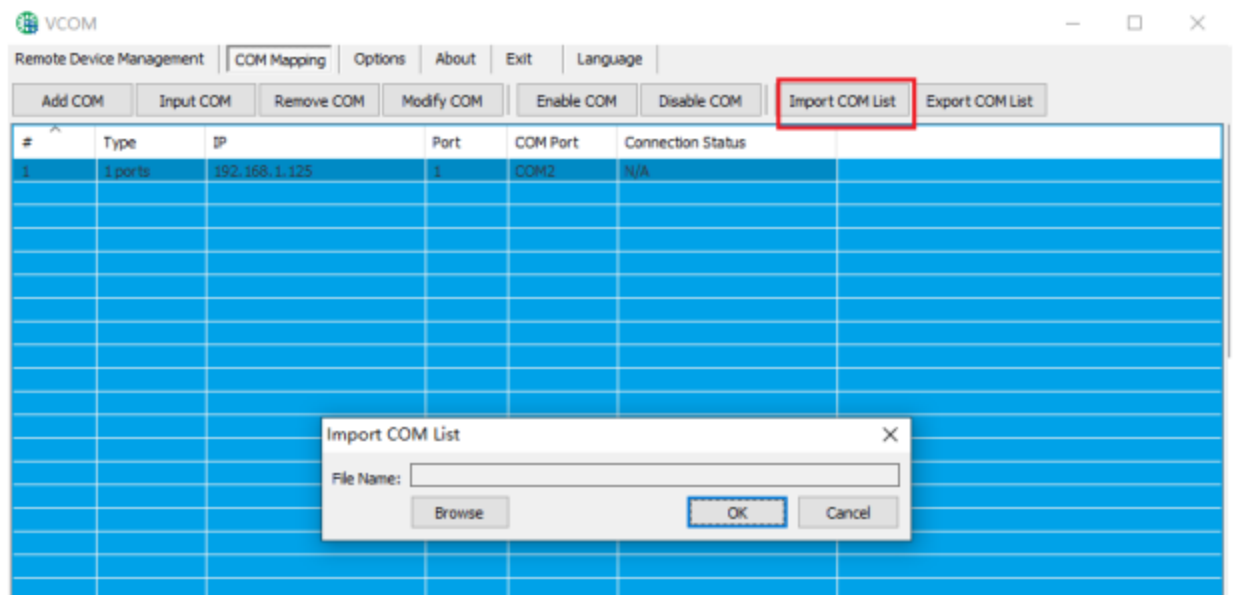 VCOM
Remote Device Management COM Mapping Options About Exit Language
Add COM Input COM Remove COM Modify COM Enable COM Disable COM Import COM List Export COM List
# Type IP Port COM Port Connection Status
1 1 ports 192.168.1.125 1 COM2 N/A
Import COM List
File Name:
Browse OK Cancel